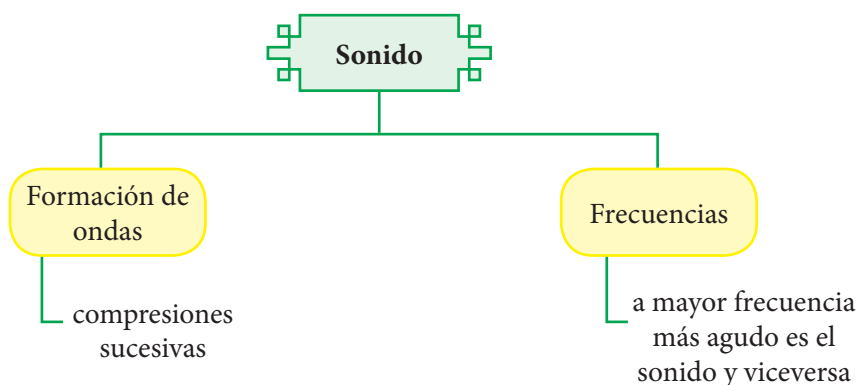 Sonido
Formación de
ondas
compresiones
sucesivas
Frecuencias
a mayor frecuencia
más agudo es el
sonido y viceversa